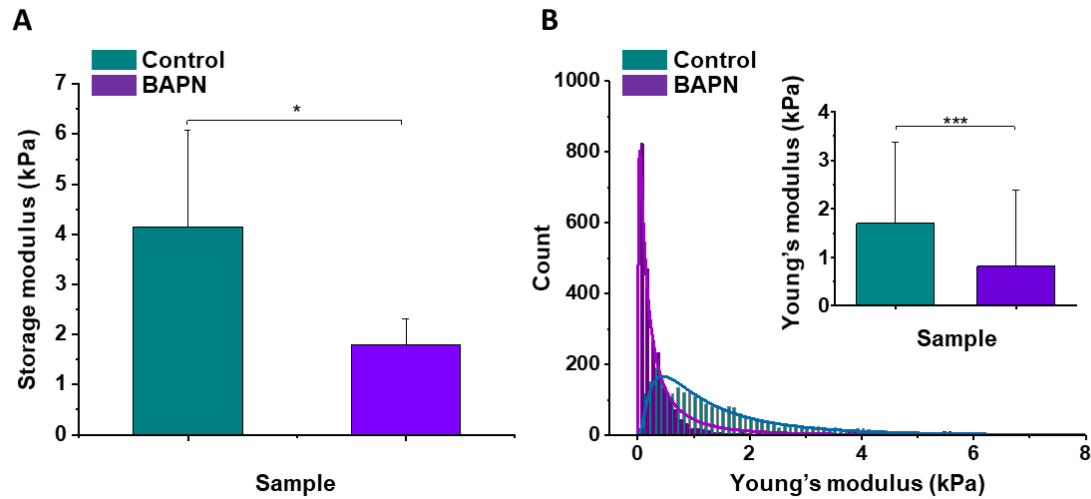 A
Control
BAPN
7
6
5
4
3
2
1
0
Storage modulus (kPa)
*
Sample
B
Control
BAPN
1000
800
600
400
200
0
Count
0 2 4 6 8
Young's modulus (kPa)
4
3
2
1
0
Young's modulus (kPa)
***
Sample